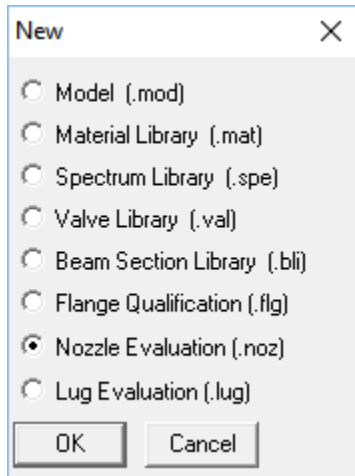 New
Model (.mod)
Material Library (.mat)
Spectrum Library (.spe)
Valve Library (.val)
Beam Section Library (.bli)
Flange Qualification (.flg)
Nozzle Evaluation (.noz)
Lug Evaluation (.lug)
OK Cancel